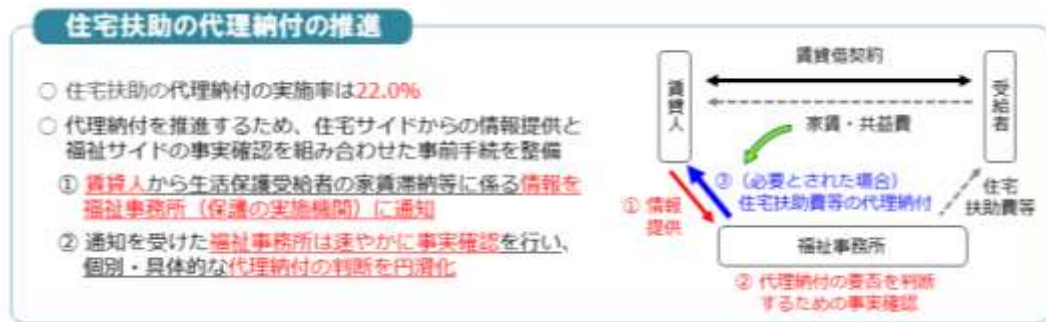 住宅扶助の代理納付の推進
○ 住宅扶助の代理納付の実施率は22.0%
○ 代理納付を推進するため、住宅サイドからの情報提供と
福祉サイドの事実確認を組み合わせた事前手続を整備
① 賃貸人から生活保護受給者の家賃滞納等に係る情報を
福祉事務所（保護の実施機関）に通知
② 通知を受けた福祉事務所は速やかに事実確認を行い、
個別・具体的な代理納付の判断を円滑化
賃貸借契約
賃貸人
受給者
家賃・共益費
③（必要とされた場合）
住宅扶助費等の代理納付
① 情報
提供
住宅
扶助費等
福祉事務所
② 代理納付の要否を判断
するための事実確認